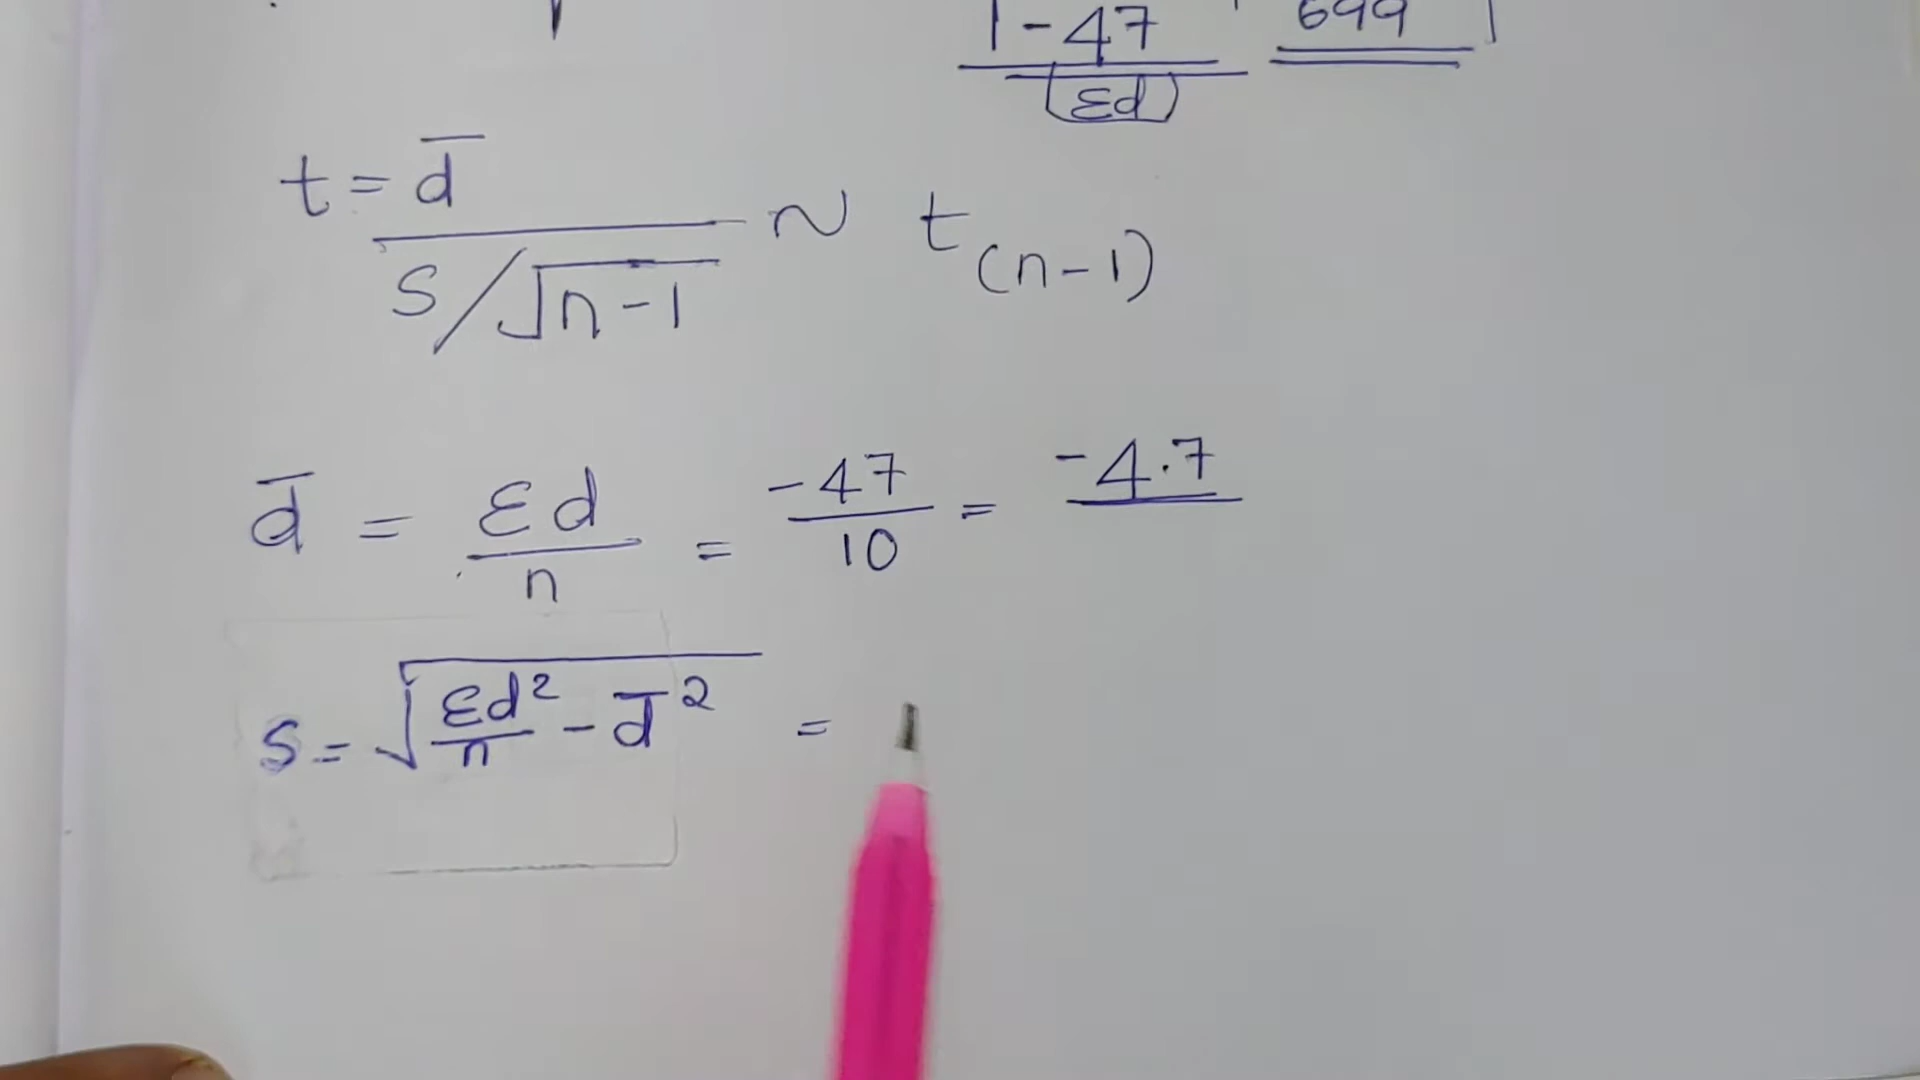 -47 699
(Σd)
t = d̅ / (S/√(n-1)) ~ t(n-1)
d̅ = Σd/n = -47/10 = -4.7
S = √(Σd²/n - d̅²) =